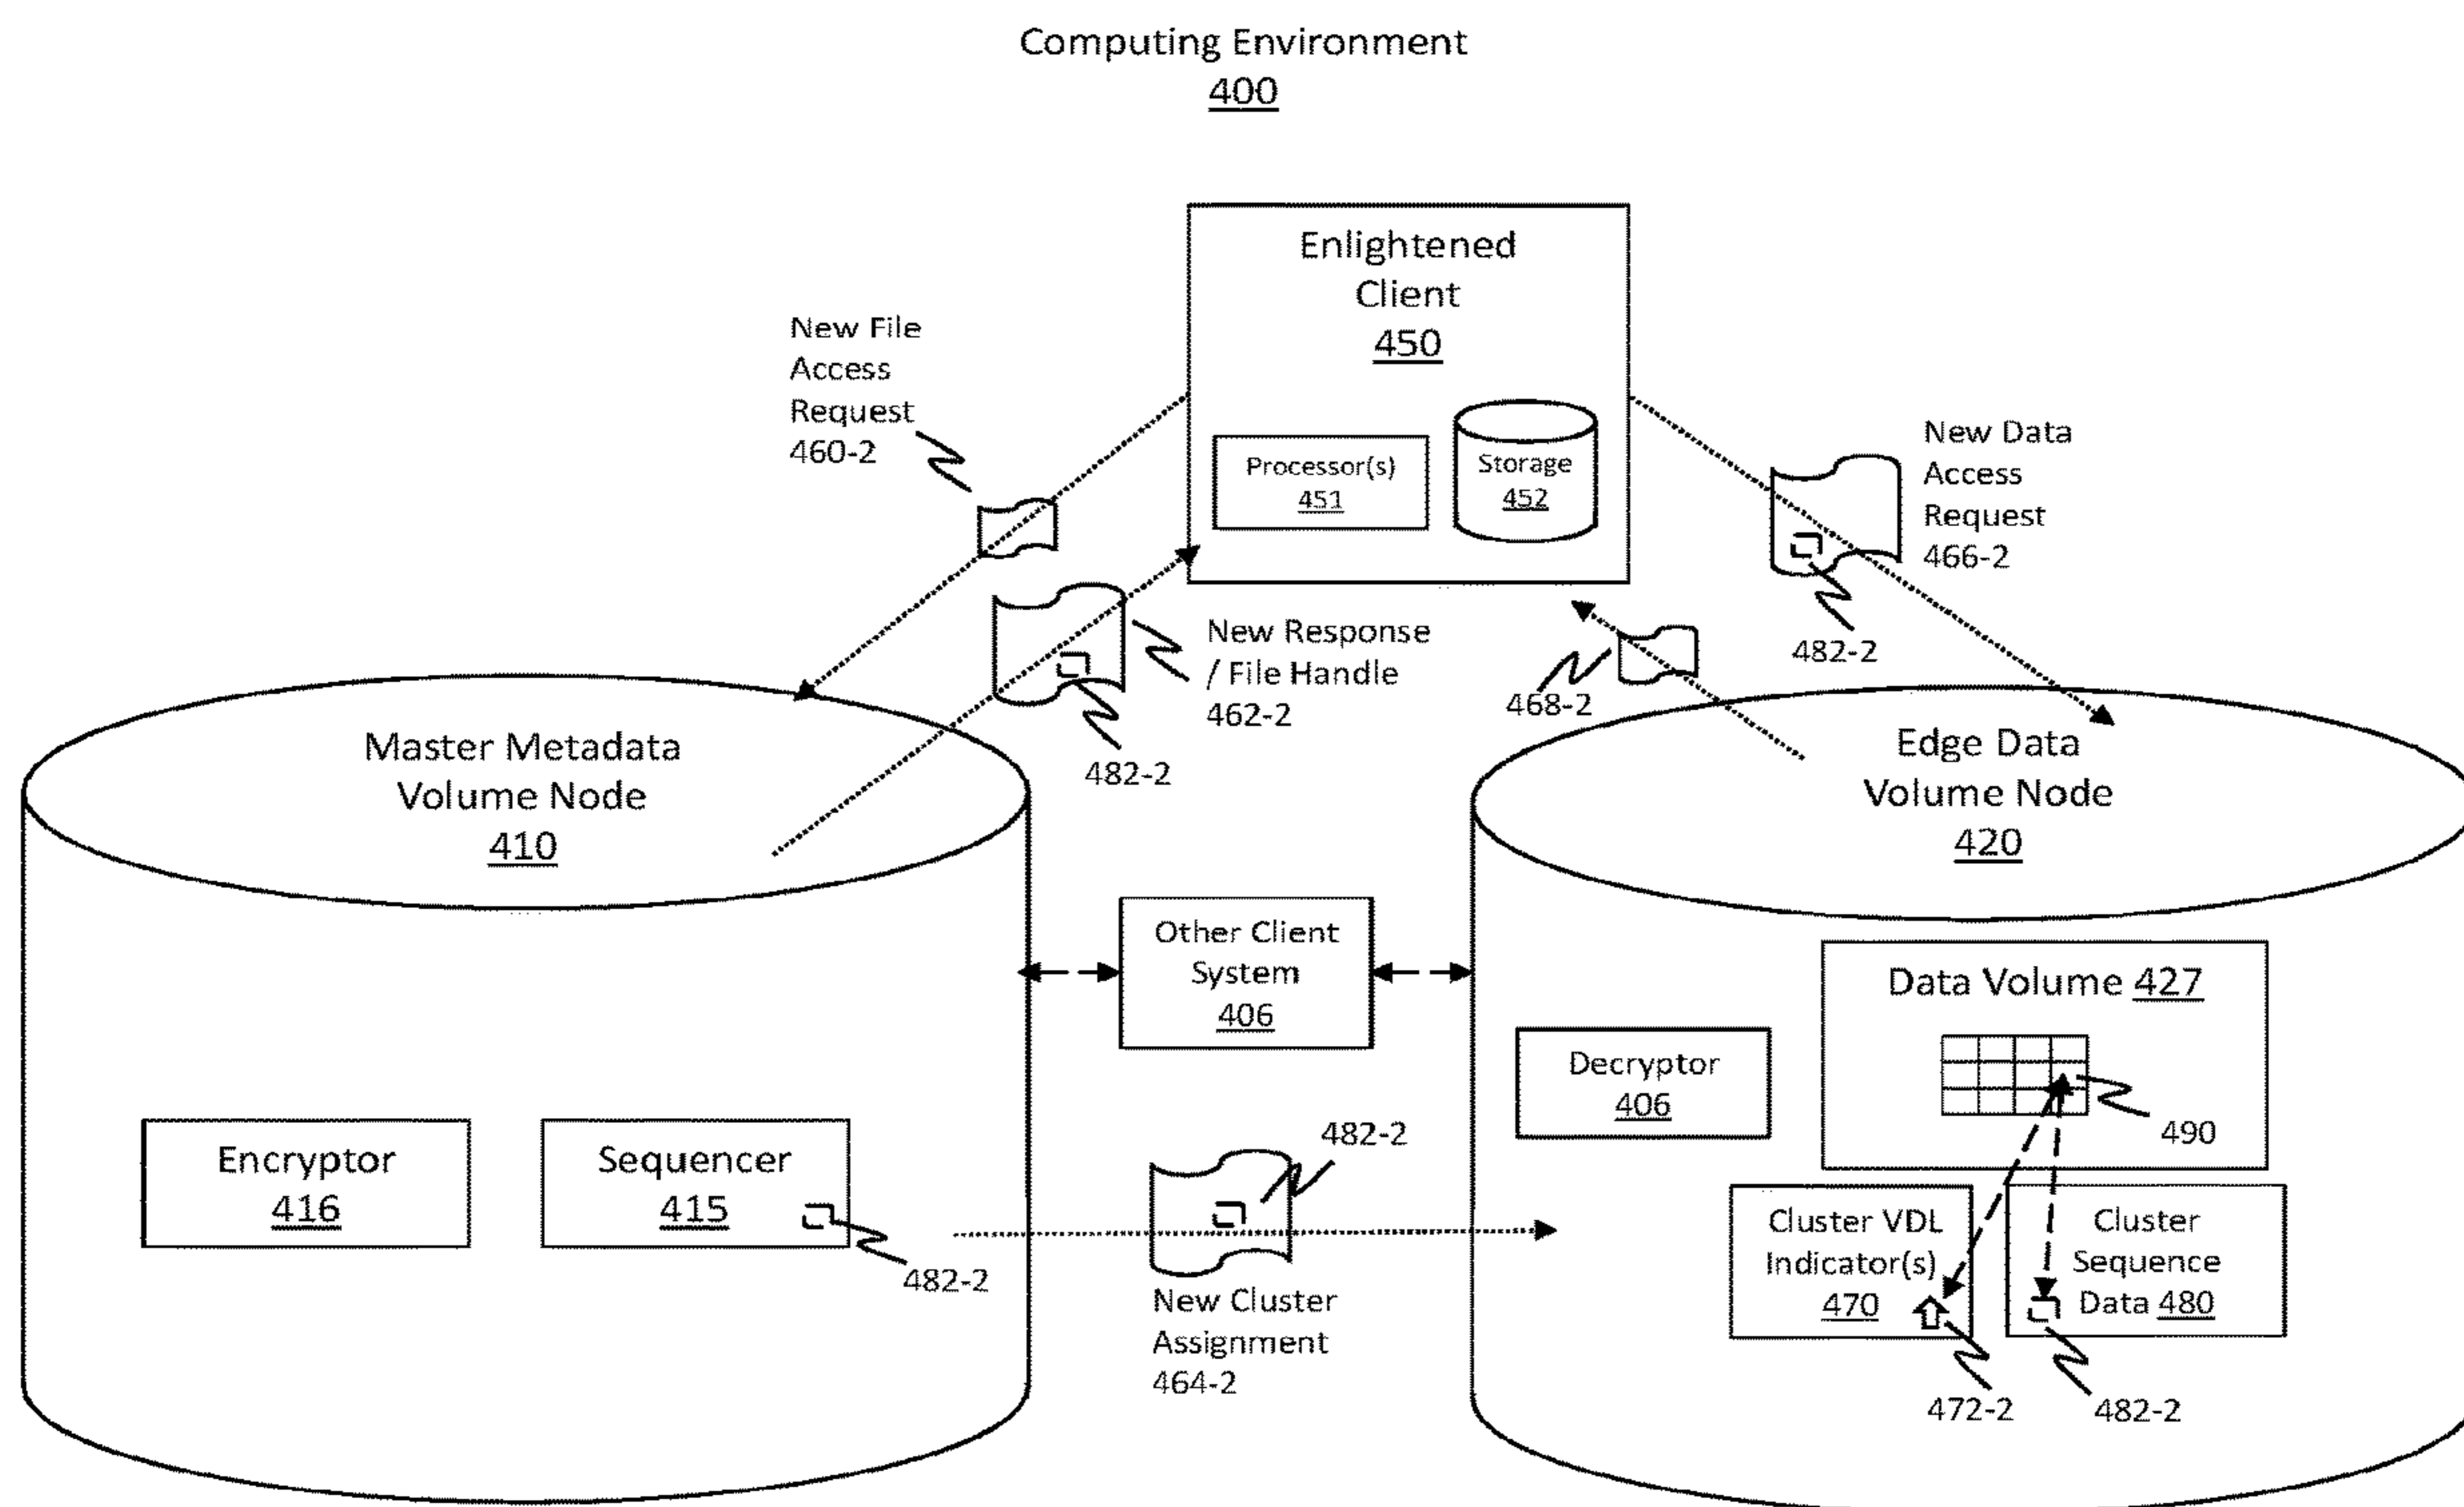 Computing Environment
400
Enlightened
Client
450
Processor(s)
451
Storage
452
New File
Access
Request
460-2
New Data
Access
Request
466-2
482-2
New Response
/ File Handle
462-2
482-2
468-2
Master Metadata
Volume Node
410
Edge Data
Volume Node
420
Other Client
System
406
Data Volume 427
490
Decryptor
406
Encryptor
416
Sequencer
415
482-2
482-2
New Cluster
Assignment
464-2
Cluster VDL
Indicator(s)
470
472-2
Cluster
Sequence
Data 480
482-2